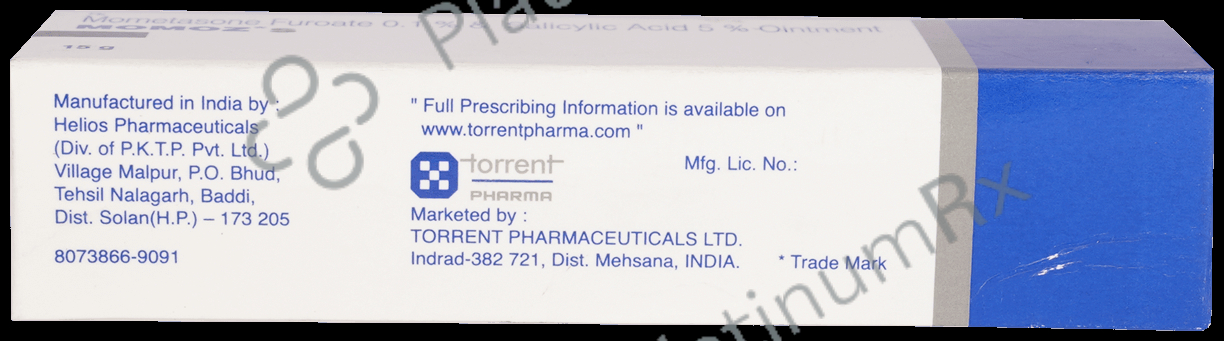 Mometasone Furoate 0.1% & Salicylic Acid 5 % Ointment
MOMOZ-S
15 g
Manufactured in India by :
Helios Pharmaceuticals
(Div. of P.K.T.P. Pvt. Ltd.)
Village Malpur, P.O. Bhud,
Tehsil Nalagarh, Baddi,
Dist. Solan(H.P.) – 173 205
8073866-9091
" Full Prescribing Information is available on
www.torrentpharma.com "
torrent
PHARMA
Mfg. Lic. No.:
Marketed by :
TORRENT PHARMACEUTICALS LTD.
Indrad-382 721, Dist. Mehsana, INDIA.
* Trade Mark
PlatinumRx